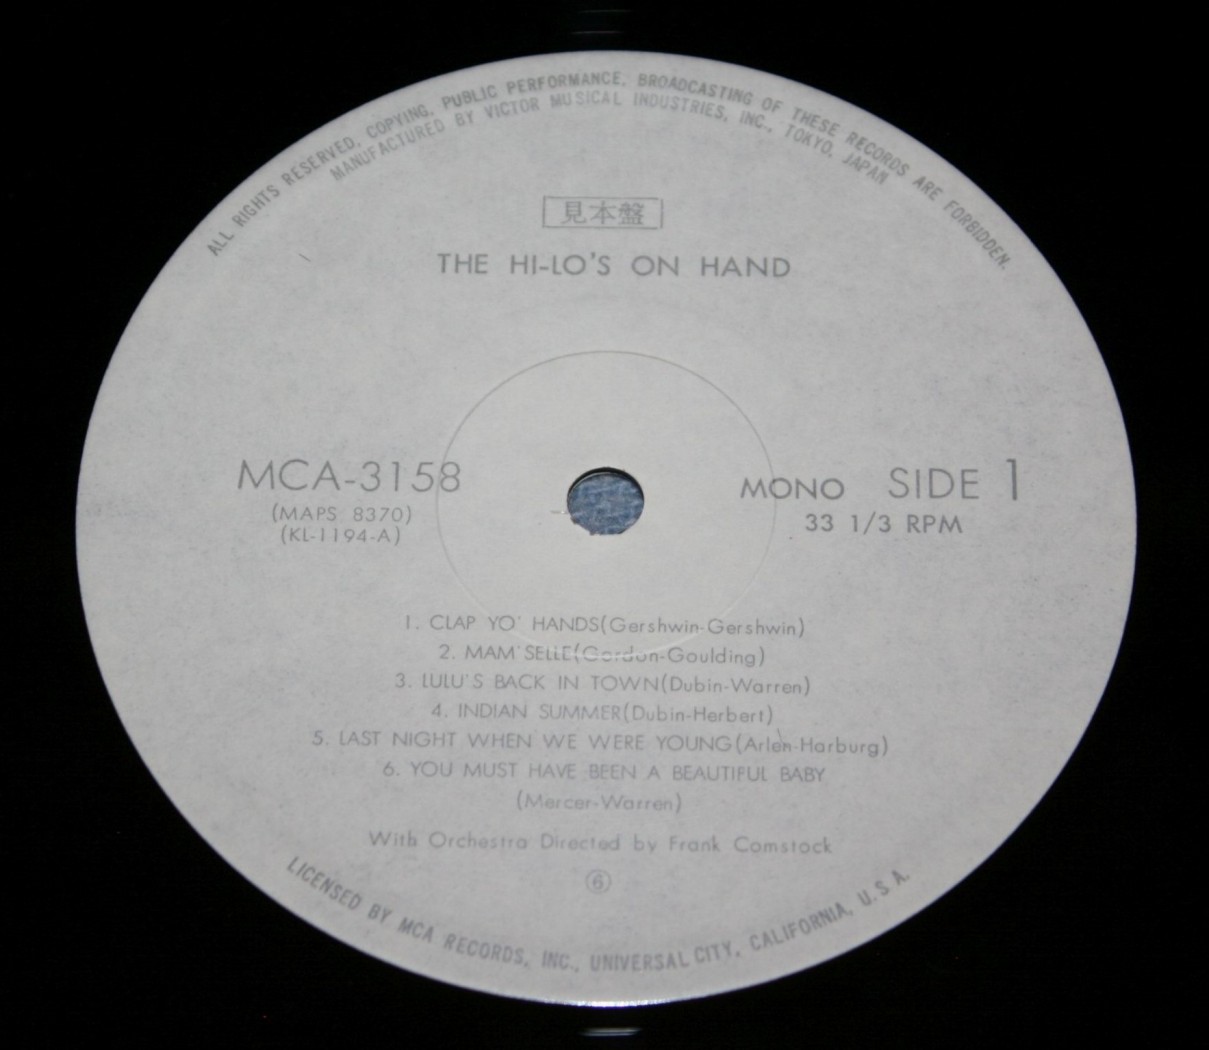 ALL RIGHTS RESERVED, COPYING, PUBLIC PERFORMANCE, BROADCASTING OF THESE RECORDS ARE FORBIDDEN.
MANUFACTURED BY VICTOR MUSICAL INDUSTRIES, INC., TOKYO, JAPAN
見本盤
THE HI-LO'S ON HAND
MCA-3158
(MAPS 8370)
(KL-1194-A)
MONO SIDE 1
33 1/3 RPM
1. CLAP YO' HANDS(Gershwin-Gershwin)
2. MAM'SELLE(Gordon-Goulding)
3. LULU'S BACK IN TOWN(Dubin-Warren)
4. INDIAN SUMMER(Dubin-Herbert)
5. LAST NIGHT WHEN WE WERE YOUNG(Arlen-Harburg)
6. YOU MUST HAVE BEEN A BEAUTIFUL BABY
(Mercer-Warren)
With Orchestra Directed by Frank Comstock
⑥
LICENSED BY MCA RECORDS, INC., UNIVERSAL CITY, CALIFORNIA, U.S.A.